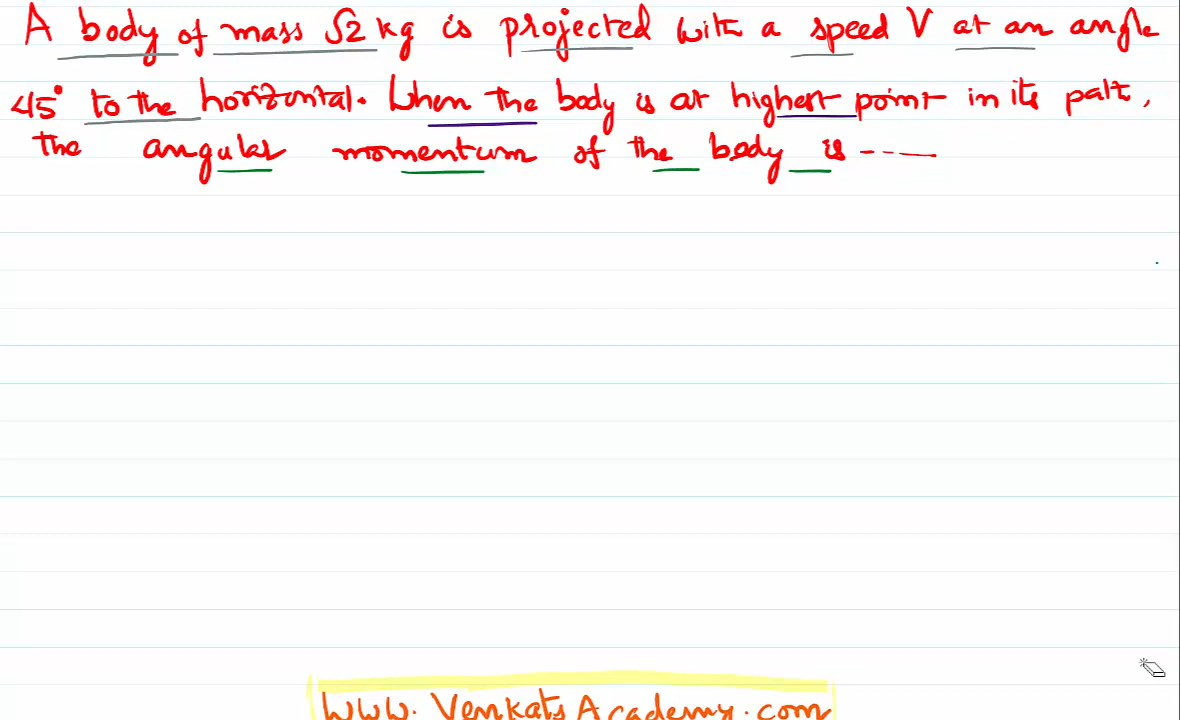 A body of mass √2 kg is projected with a speed V at an angle
45° to the horizontal. When the body is at highest point in its path,
the angular momentum of the body is -----
www.VenkatsAcademy.com